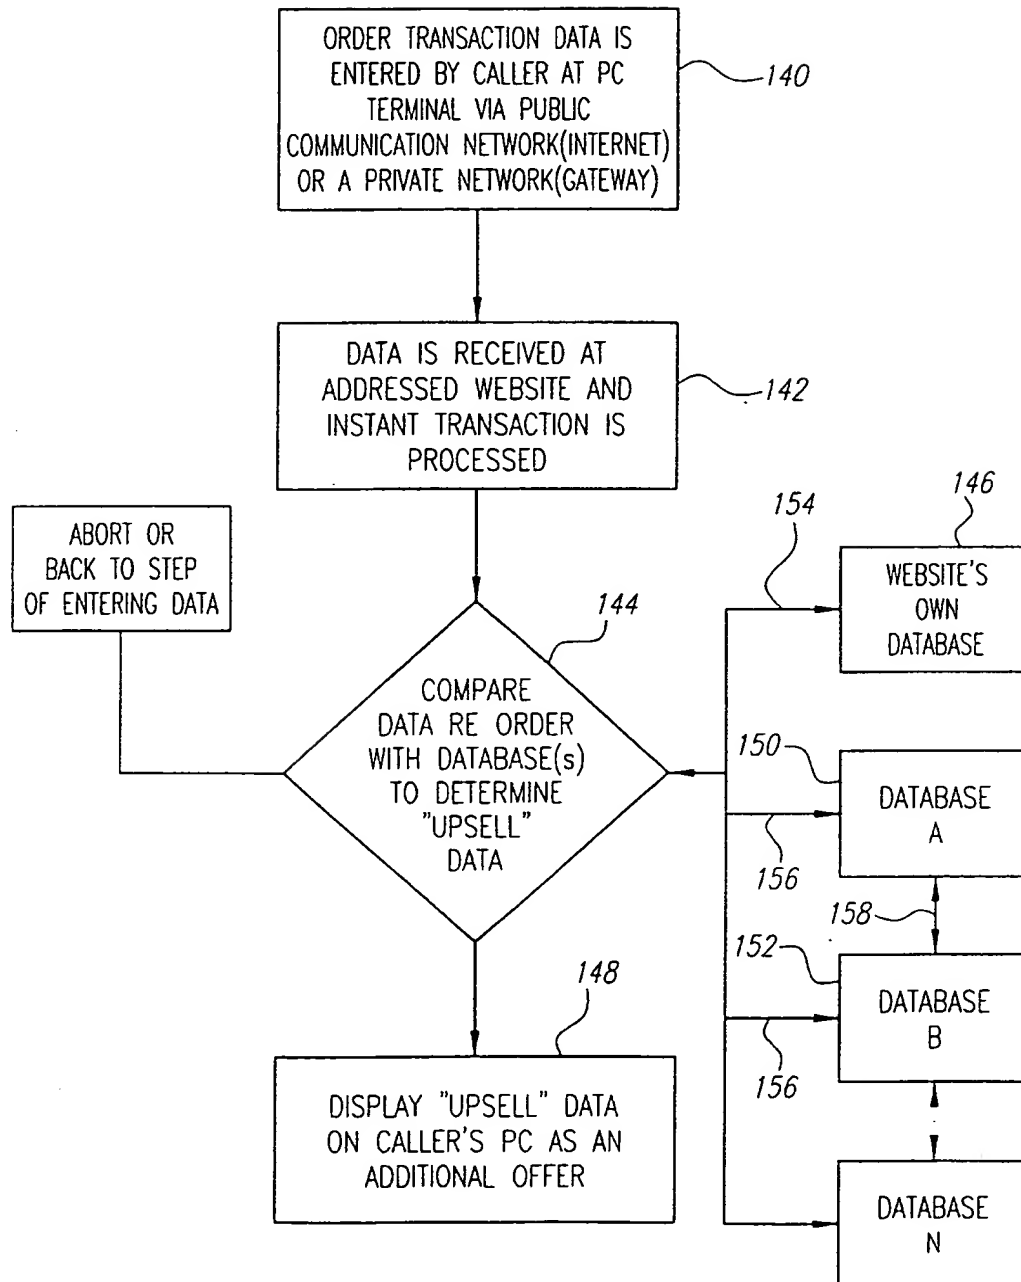 ORDER TRANSACTION DATA IS
ENTERED BY CALLER AT PC
TERMINAL VIA PUBLIC
COMMUNICATION NETWORK(INTERNET)
OR A PRIVATE NETWORK(GATEWAY)
140
DATA IS RECEIVED AT
ADDRESSED WEBSITE AND
INSTANT TRANSACTION IS
PROCESSED
142
ABORT OR
BACK TO STEP
OF ENTERING DATA
COMPARE
DATA RE ORDER
WITH DATABASE(s)
TO DETERMINE
"UPSELL"
DATA
144
154
146
WEBSITE'S
OWN
DATABASE
150
DATABASE
A
156
158
152
DATABASE
B
156
148
DISPLAY "UPSELL" DATA
ON CALLER'S PC AS AN
ADDITIONAL OFFER
DATABASE
N